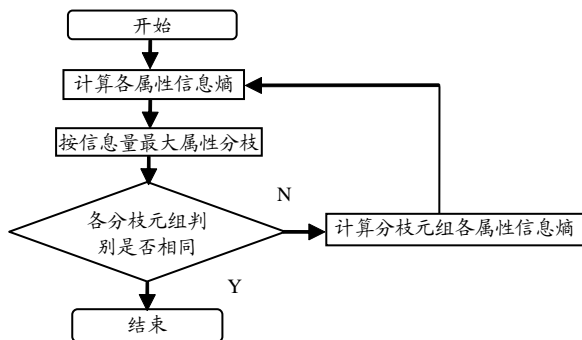 开始
计算各属性信息熵
按信息量最大属性分枝
各分枝元组判
别是否相同
N
计算分枝元组各属性信息熵
Y
结束